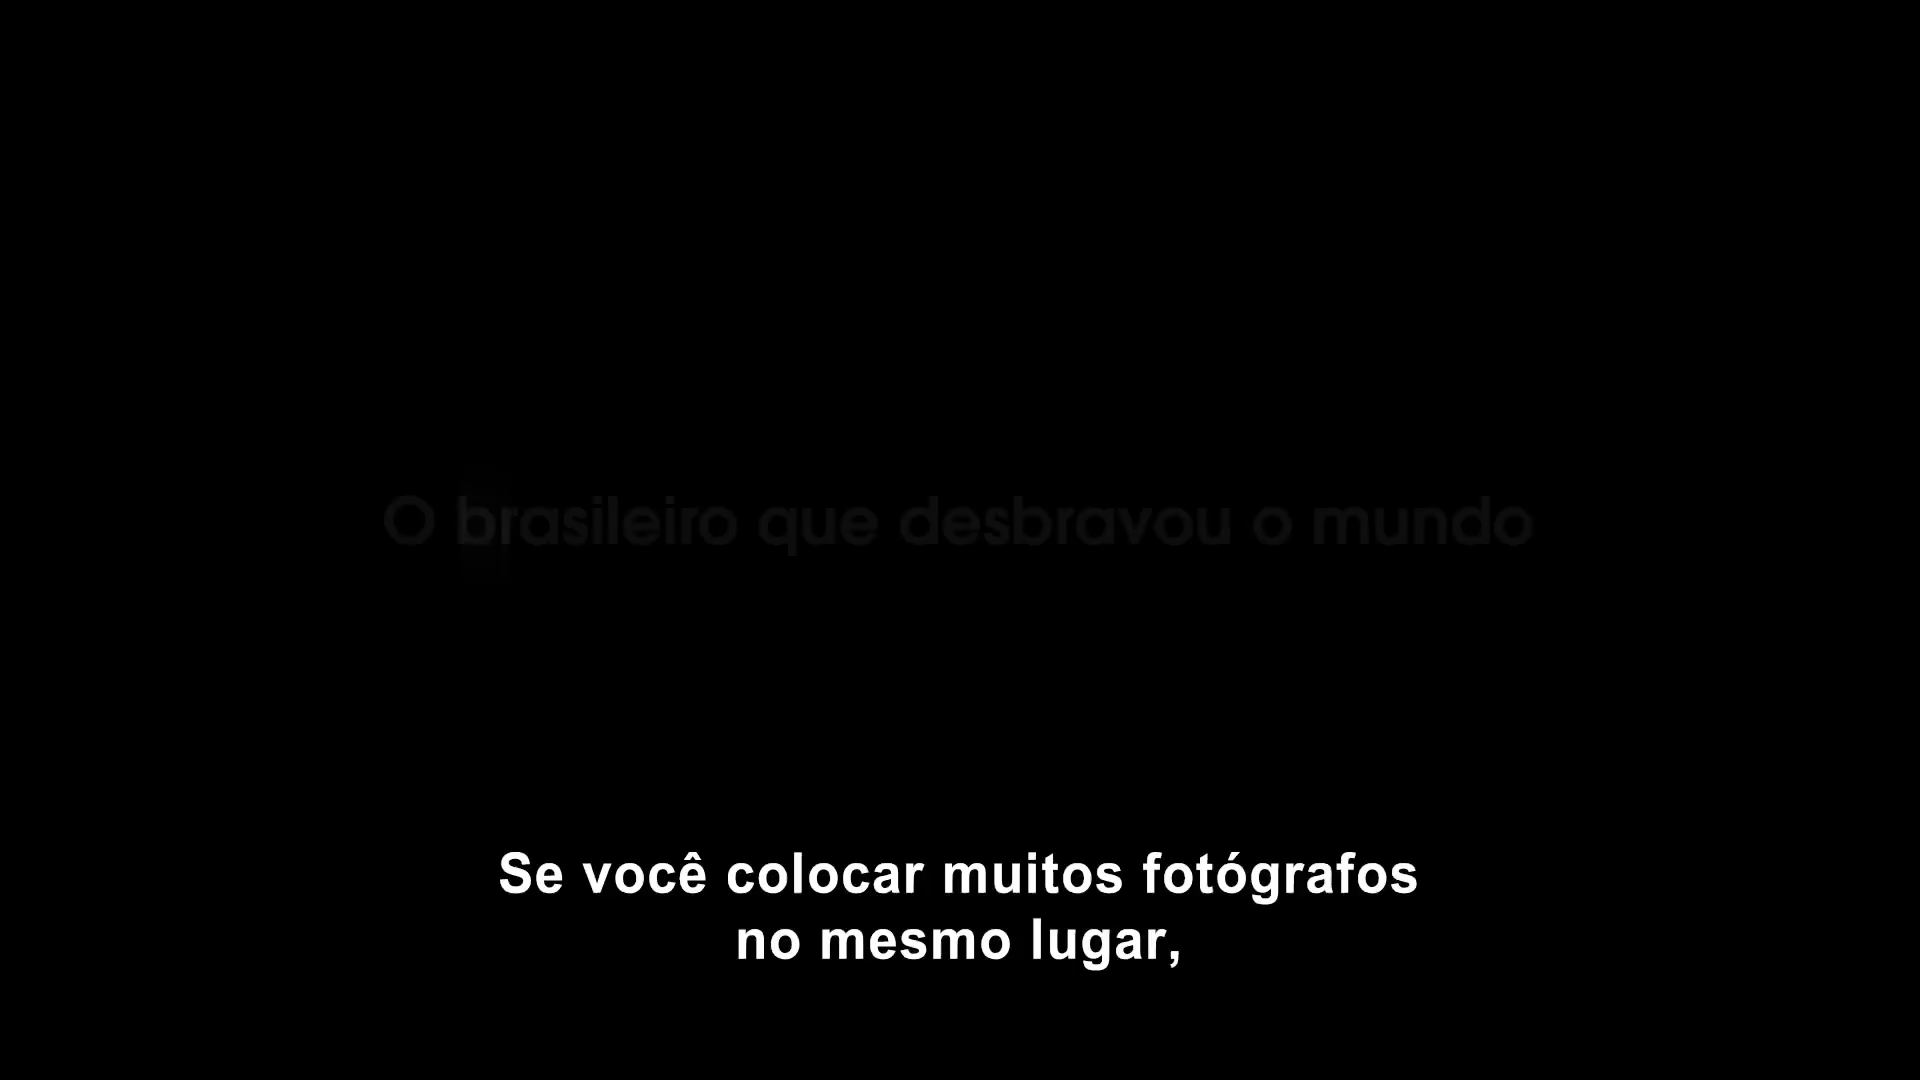 O brasileiro que desbravou o mundo
Se você colocar muitos fotógrafos
no mesmo lugar,